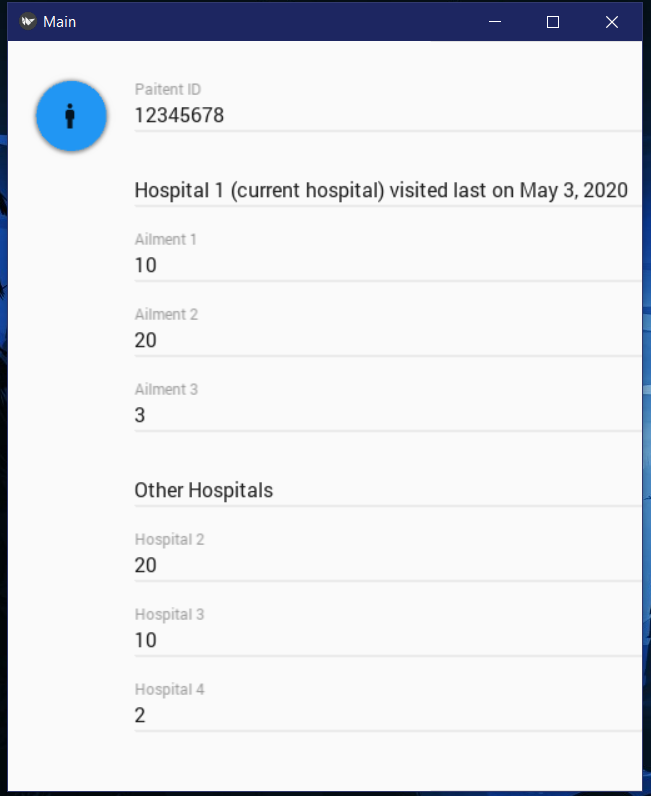 Main
Paitent ID
12345678
Hospital 1 (current hospital) visited last on May 3, 2020
Ailment 1
10
Ailment 2
20
Ailment 3
3
Other Hospitals
Hospital 2
20
Hospital 3
10
Hospital 4
2